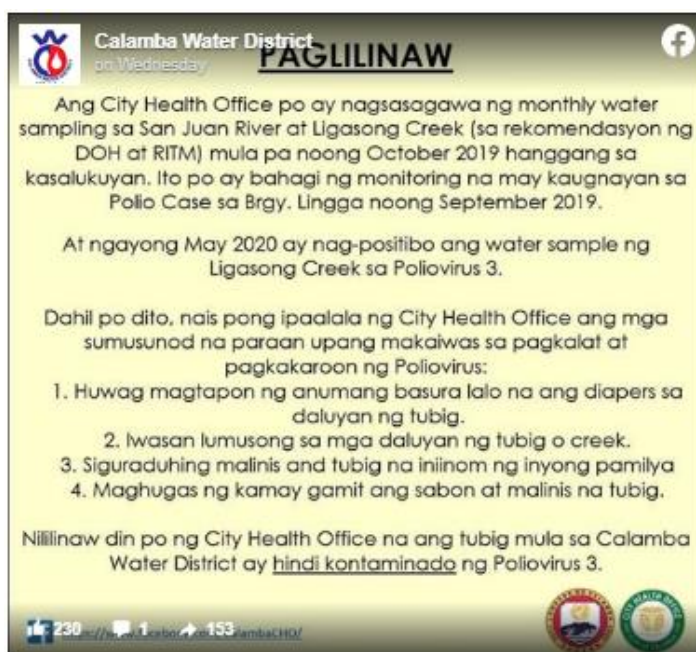 Calamba Water District
on Wednesday
PAGLILINAW
Ang City Health Office po ay nagsasagawa ng monthly water
sampling sa San Juan River at Ligasong Creek (sa rekomendasyon ng
DOH at RITM) mula pa noong October 2019 hanggang sa
kasalukuyan. Ito po ay bahagi ng monitoring na may kaugnayan sa
Polio Case sa Brgy. Lingga noong September 2019.
At ngayong May 2020 ay nag-positibo ang water sample ng
Ligasong Creek sa Poliovirus 3.
Dahil po dito, nais pong ipaalala ng City Health Office ang mga
sumusunod na paraan upang makaiwas sa pagkalat at
pagkakaroon ng Poliovirus:
1. Huwag magtapon ng anumang basura lalo na ang diapers sa
daluyan ng tubig.
2. Iwasan lumusong sa mga daluyan ng tubig o creek.
3. Siguraduhing malinis and tubig na iniinom ng inyong pamilya
4. Maghugas ng kamay gamit ang sabon at malinis na tubig.
Nililinaw din po ng City Health Office na ang tubig mula sa Calamba
Water District ay hindi kontaminado ng Poliovirus 3.
230 1 153